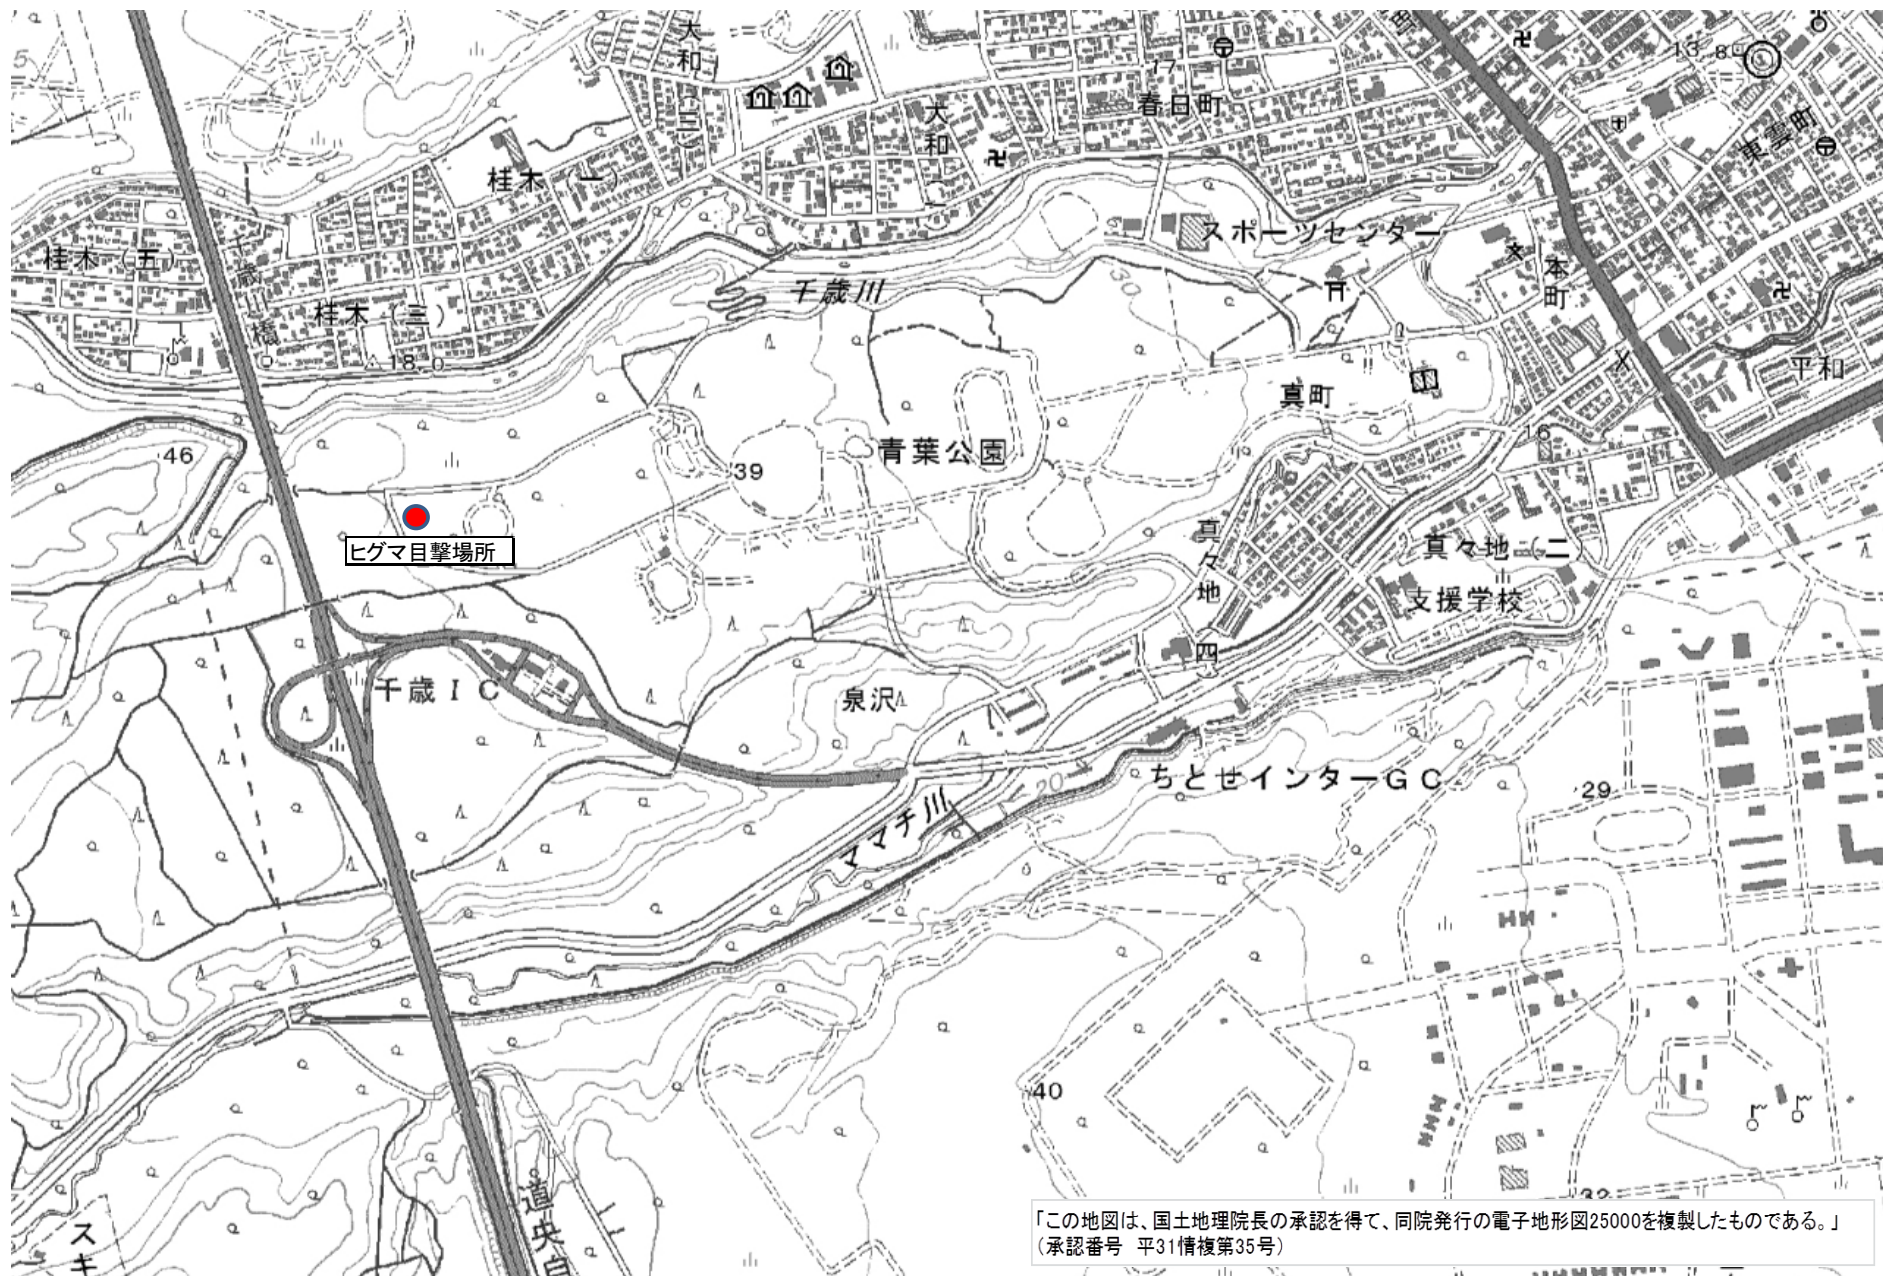 大和(三)
大和(一)
春日町
17
13.8
東雲町
桂木(一)
桂木(五)
桂木(三)
千歳川橋
18.0
千歳川
スポーツセンター
本町
30
平和
真町
16
青葉公園
46
39
ヒグマ目撃場所
真々地(四)
真々地(二)
支援学校
千歳IC
泉沢
ちとせインターGC
ママチ川
20
29
40
32
道央自
スキ
「この地図は、国土地理院長の承認を得て、同院発行の電子地形図25000を複製したものである。」
(承認番号 平31情複第35号)